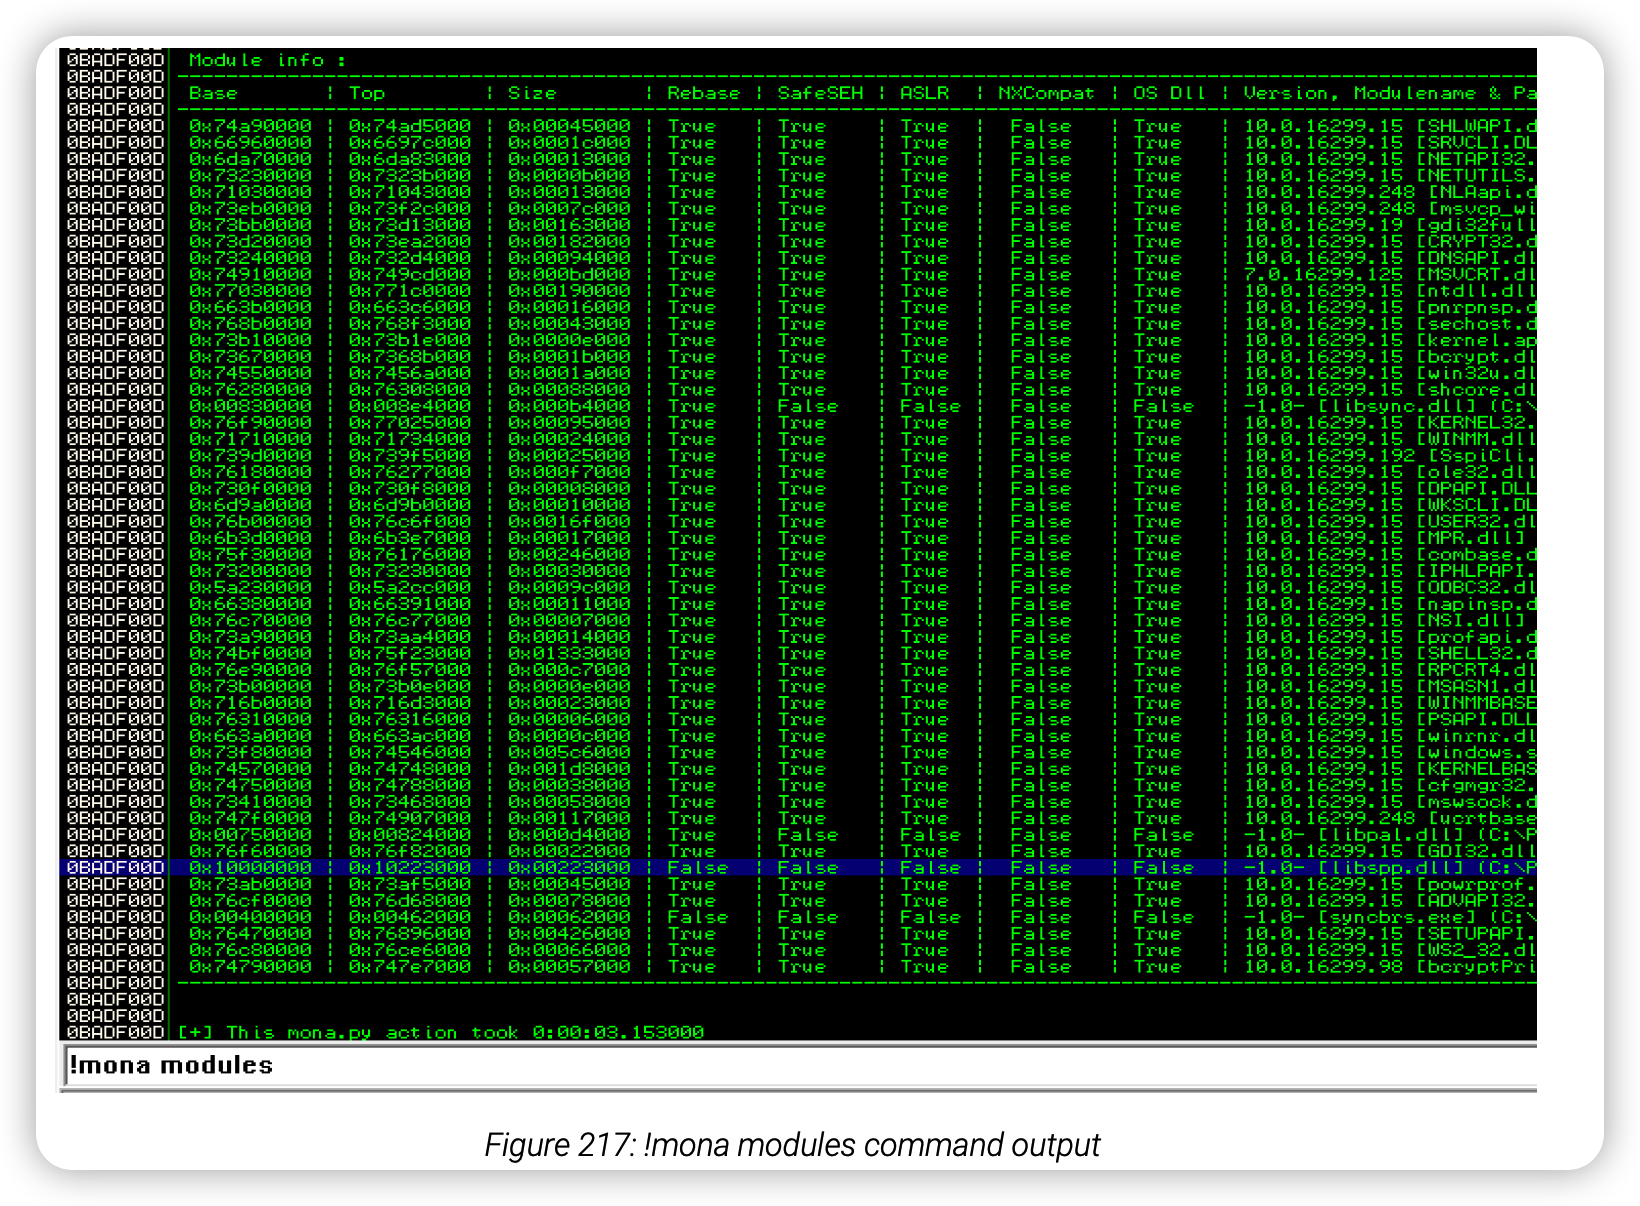 0BADF00D Module info :
0BADF00D
0BADF00D Base | Top | Size | Rebase | SafeSEH | ASLR | NXCompat | OS Dll | Version, Modulename & Pa
0BADF00D
0BADF00D 0x74a90000 | 0x74ad5000 | 0x00045000 | True | True | True | False | True | 10.0.16299.15 [SHLWAPI.d
0BADF00D 0x66960000 | 0x6697c000 | 0x0001c000 | True | True | True | False | True | 10.0.16299.15 [SRVCLI.DL
0BADF00D 0x6da70000 | 0x6da83000 | 0x00013000 | True | True | True | False | True | 10.0.16299.15 [NETAPI32.
0BADF00D 0x73230000 | 0x7323b000 | 0x0000b000 | True | True | True | False | True | 10.0.16299.15 [NETUTILS.
0BADF00D 0x71030000 | 0x71043000 | 0x00013000 | True | True | True | False | True | 10.0.16299.248 [NLAapi.d
0BADF00D 0x73eb0000 | 0x73f2c000 | 0x0007c000 | True | True | True | False | True | 10.0.16299.248 [msvcp_wi
0BADF00D 0x73bb0000 | 0x73d13000 | 0x00163000 | True | True | True | False | True | 10.0.16299.19 [gdi32full
0BADF00D 0x73d20000 | 0x73ea2000 | 0x00182000 | True | True | True | False | True | 10.0.16299.15 [CRYPT32.d
0BADF00D 0x73240000 | 0x732d4000 | 0x00094000 | True | True | True | False | True | 10.0.16299.15 [DNSAPI.dl
0BADF00D 0x74910000 | 0x749cd000 | 0x000bd000 | True | True | True | False | True | 7.0.16299.125 [MSVCRT.dl
0BADF00D 0x77030000 | 0x771c0000 | 0x00190000 | True | True | True | False | True | 10.0.16299.15 [ntdll.dll
0BADF00D 0x663b0000 | 0x663c6000 | 0x00016000 | True | True | True | False | True | 10.0.16299.15 [pnrpnsp.d
0BADF00D 0x768b0000 | 0x768f3000 | 0x00043000 | True | True | True | False | True | 10.0.16299.15 [sechost.d
0BADF00D 0x73b10000 | 0x73b1e000 | 0x0000e000 | True | True | True | False | True | 10.0.16299.15 [kernel.ap
0BADF00D 0x73670000 | 0x7368b000 | 0x0001b000 | True | True | True | False | True | 10.0.16299.15 [bcrypt.dl
0BADF00D 0x74550000 | 0x7456a000 | 0x0001a000 | True | True | True | False | True | 10.0.16299.15 [win32u.dl
0BADF00D 0x76280000 | 0x76308000 | 0x00088000 | True | True | True | False | True | 10.0.16299.15 [shcore.dl
0BADF00D 0x00830000 | 0x008e4000 | 0x000b4000 | True | False | False | False | False | -1.0- [libsync.dll] (C:\
0BADF00D 0x76f90000 | 0x77025000 | 0x00095000 | True | True | True | False | True | 10.0.16299.15 [KERNEL32.
0BADF00D 0x71710000 | 0x71734000 | 0x00024000 | True | True | True | False | True | 10.0.16299.15 [WINMM.dll
0BADF00D 0x739d0000 | 0x739f5000 | 0x00025000 | True | True | True | False | True | 10.0.16299.192 [SspiCli.
0BADF00D 0x76180000 | 0x76277000 | 0x000f7000 | True | True | True | False | True | 10.0.16299.15 [ole32.dll
0BADF00D 0x730f0000 | 0x730f8000 | 0x00008000 | True | True | True | False | True | 10.0.16299.15 [DPAPI.DLL
0BADF00D 0x6d9a0000 | 0x6d9b0000 | 0x00010000 | True | True | True | False | True | 10.0.16299.15 [WKSCLI.DL
0BADF00D 0x76b00000 | 0x76c6f000 | 0x0016f000 | True | True | True | False | True | 10.0.16299.15 [USER32.dl
0BADF00D 0x6b3d0000 | 0x6b3e7000 | 0x00017000 | True | True | True | False | True | 10.0.16299.15 [MPR.dll]
0BADF00D 0x75f30000 | 0x76176000 | 0x00246000 | True | True | True | False | True | 10.0.16299.15 [combase.d
0BADF00D 0x73200000 | 0x73230000 | 0x00030000 | True | True | True | False | True | 10.0.16299.15 [IPHLPAPI.
0BADF00D 0x5a230000 | 0x5a2cc000 | 0x0009c000 | True | True | True | False | True | 10.0.16299.15 [ODBC32.dl
0BADF00D 0x66380000 | 0x66391000 | 0x00011000 | True | True | True | False | True | 10.0.16299.15 [napinsp.d
0BADF00D 0x76c70000 | 0x76c77000 | 0x00007000 | True | True | True | False | True | 10.0.16299.15 [NSI.dll]
0BADF00D 0x73a90000 | 0x73aa4000 | 0x00014000 | True | True | True | False | True | 10.0.16299.15 [profapi.d
0BADF00D 0x74bf0000 | 0x75f23000 | 0x01333000 | True | True | True | False | True | 10.0.16299.15 [SHELL32.d
0BADF00D 0x76e90000 | 0x76f57000 | 0x000c7000 | True | True | True | False | True | 10.0.16299.15 [RPCRT4.dl
0BADF00D 0x73b00000 | 0x73b0e000 | 0x0000e000 | True | True | True | False | True | 10.0.16299.15 [MSASN1.dl
0BADF00D 0x716b0000 | 0x716d3000 | 0x00023000 | True | True | True | False | True | 10.0.16299.15 [WINMMBASE
0BADF00D 0x76310000 | 0x76316000 | 0x00006000 | True | True | True | False | True | 10.0.16299.15 [PSAPI.DLL
0BADF00D 0x663a0000 | 0x663ac000 | 0x0000c000 | True | True | True | False | True | 10.0.16299.15 [winrnr.dl
0BADF00D 0x73f80000 | 0x74546000 | 0x005c6000 | True | True | True | False | True | 10.0.16299.15 [windows.s
0BADF00D 0x74570000 | 0x74748000 | 0x001d8000 | True | True | True | False | True | 10.0.16299.15 [KERNELBAS
0BADF00D 0x74750000 | 0x74788000 | 0x00038000 | True | True | True | False | True | 10.0.16299.15 [cfgmgr32.
0BADF00D 0x73410000 | 0x73468000 | 0x00058000 | True | True | True | False | True | 10.0.16299.15 [mswsock.d
0BADF00D 0x747f0000 | 0x74907000 | 0x00117000 | True | True | True | False | True | 10.0.16299.248 [ucrtbase
0BADF00D 0x00750000 | 0x00824000 | 0x000d4000 | True | False | False | False | False | -1.0- [libpal.dll] (C:\P
0BADF00D 0x76f60000 | 0x76f82000 | 0x00022000 | True | True | True | False | True | 10.0.16299.15 [GDI32.dll
0BADF00D 0x10000000 | 0x10223000 | 0x00223000 | False | False | False | False | False | -1.0- [libspp.dll] (C:\P
0BADF00D 0x73ab0000 | 0x73af5000 | 0x00045000 | True | True | True | False | True | 10.0.16299.15 [powrprof.
0BADF00D 0x76cf0000 | 0x76d68000 | 0x00078000 | True | True | True | False | True | 10.0.16299.15 [ADVAPI32.
0BADF00D 0x00400000 | 0x00462000 | 0x00062000 | False | False | False | False | False | -1.0- [syncbrs.exe] (C:\
0BADF00D 0x76470000 | 0x76896000 | 0x00426000 | True | True | True | False | True | 10.0.16299.15 [SETUPAPI.
0BADF00D 0x76c80000 | 0x76ce6000 | 0x00066000 | True | True | True | False | True | 10.0.16299.15 [WS2_32.dl
0BADF00D 0x74790000 | 0x747e7000 | 0x00057000 | True | True | True | False | True | 10.0.16299.98 [bcryptPri
0BADF00D
0BADF00D
0BADF00D
0BADF00D [+] This mona.py action took 0:00:03.153000
!mona modules
Figure 217: !mona modules command output